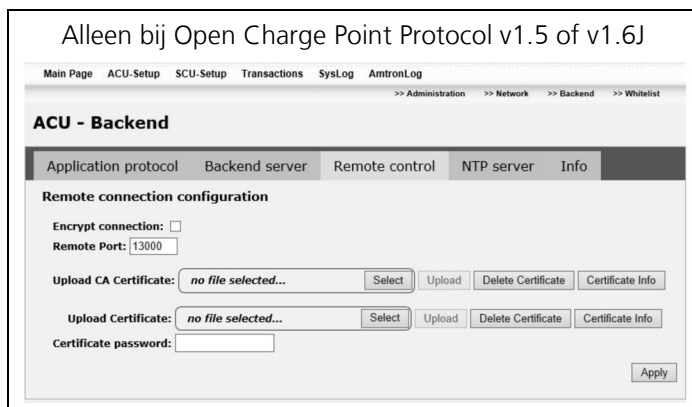 Alleen bij Open Charge Point Protocol v1.5 of v1.6J
Main Page ACU-Setup SCU-Setup Transactions SysLog AmtronLog
>> Administration >> Network >> Backend >> Whitelist
ACU - Backend
Application protocol Backend server Remote control NTP server Info
Remote connection configuration
Encrypt connection:
Remote Port: 13000
Upload CA Certificate: no file selected... Select Upload Delete Certificate Certificate Info
Upload Certificate: no file selected... Select Upload Delete Certificate Certificate Info
Certificate password:
Apply